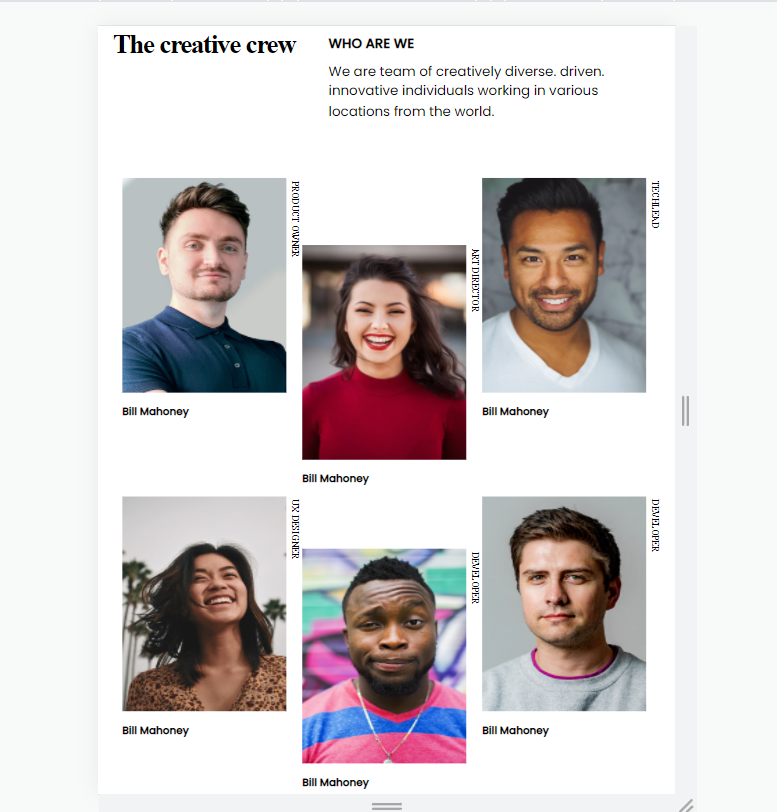 The creative crew
WHO ARE WE
We are team of creatively diverse. driven.
innovative individuals working in various
locations from the world.
PRODUCT OWNER
Bill Mahoney
ART DIRECTOR
Bill Mahoney
TECH LEAD
Bill Mahoney
UX DESIGNER
Bill Mahoney
DEVELOPER
Bill Mahoney
DEVELOPER
Bill Mahoney